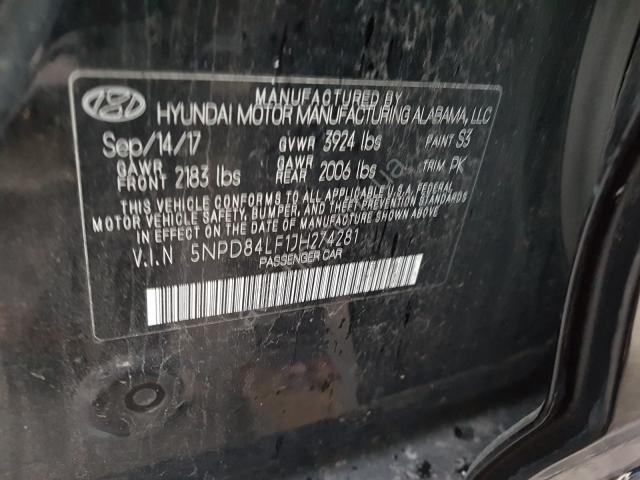 MANUFACTURED BY
HYUNDAI MOTOR MANUFACTURING ALABAMA, LLC
Sep/14/17 GVWR 3924 lbs PAINT S3
GAWR FRONT 2183 lbs GAWR REAR 2006 lbs TRIM PK
THIS VEHICLE CONFORMS TO ALL APPLICABLE U.S.A. FEDERAL
MOTOR VEHICLE SAFETY, BUMPER, AND THEFT PREVENTION STANDARDS
IN EFFECT ON THE DATE OF MANUFACTURE SHOWN ABOVE.
V.I.N 5NPD84LF1JH274281
PASSENGER CAR